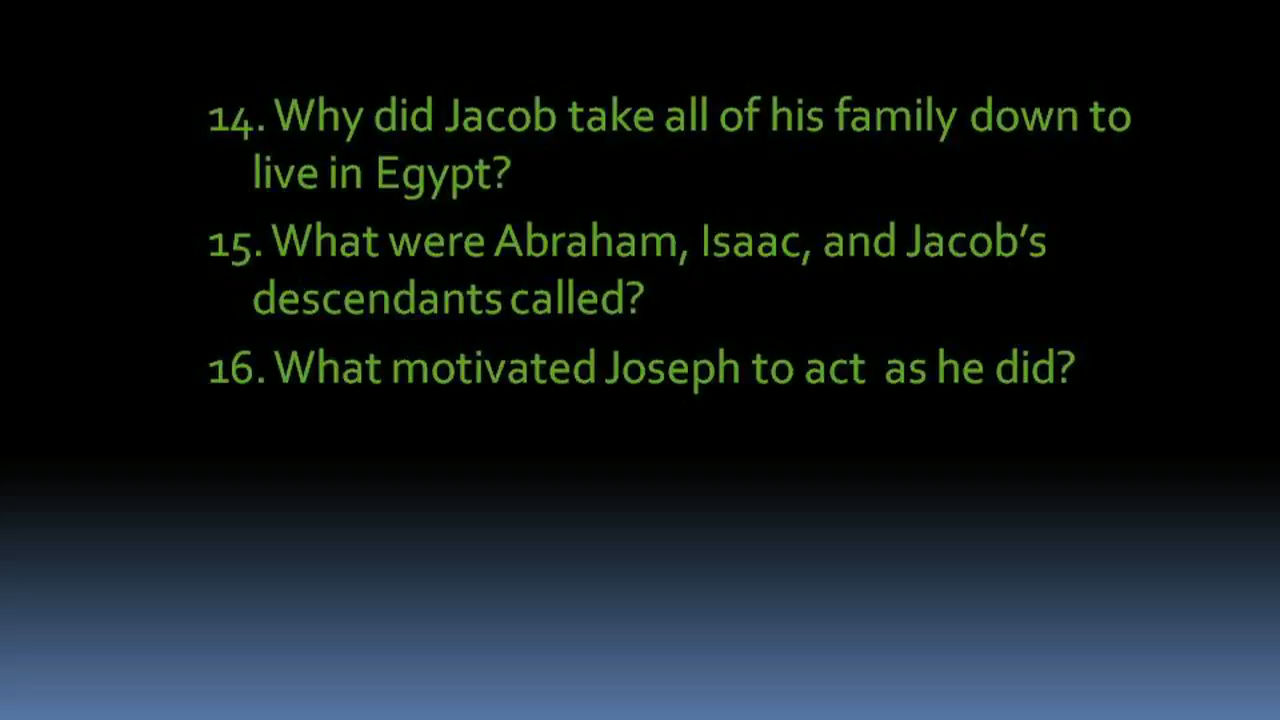 14. Why did Jacob take all of his family down to
live in Egypt?
15. What were Abraham, Isaac, and Jacob's
descendants called?
16. What motivated Joseph to act  as he did?